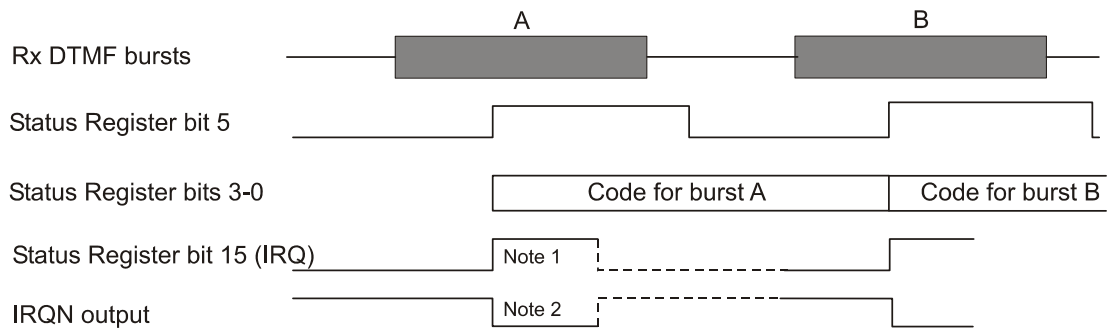 A
B
Rx DTMF bursts
Status Register bit 5
Status Register bits 3-0
Code for burst A
Code for burst B
Status Register bit 15 (IRQ)
Note 1
IRQN output
Note 2